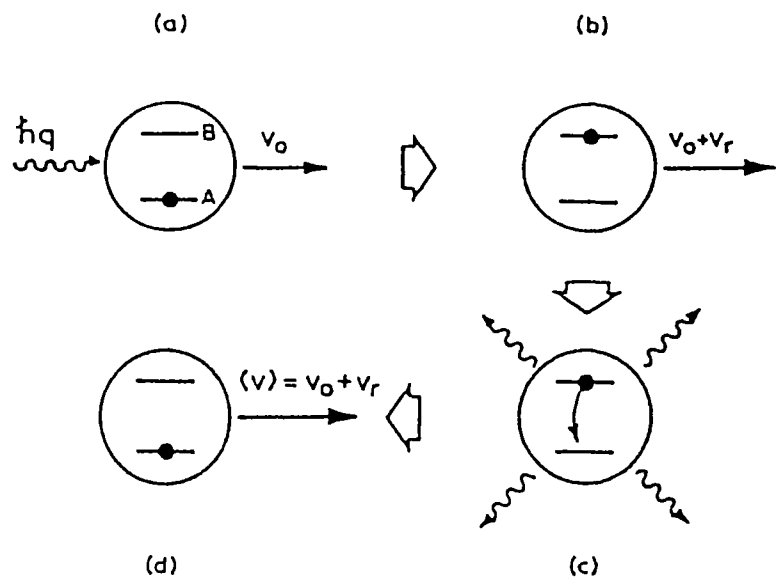 (a)
(b)
ħq
B
A
v₀
v₀+vᵣ
⟨v⟩ = v₀+vᵣ
(d)
(c)